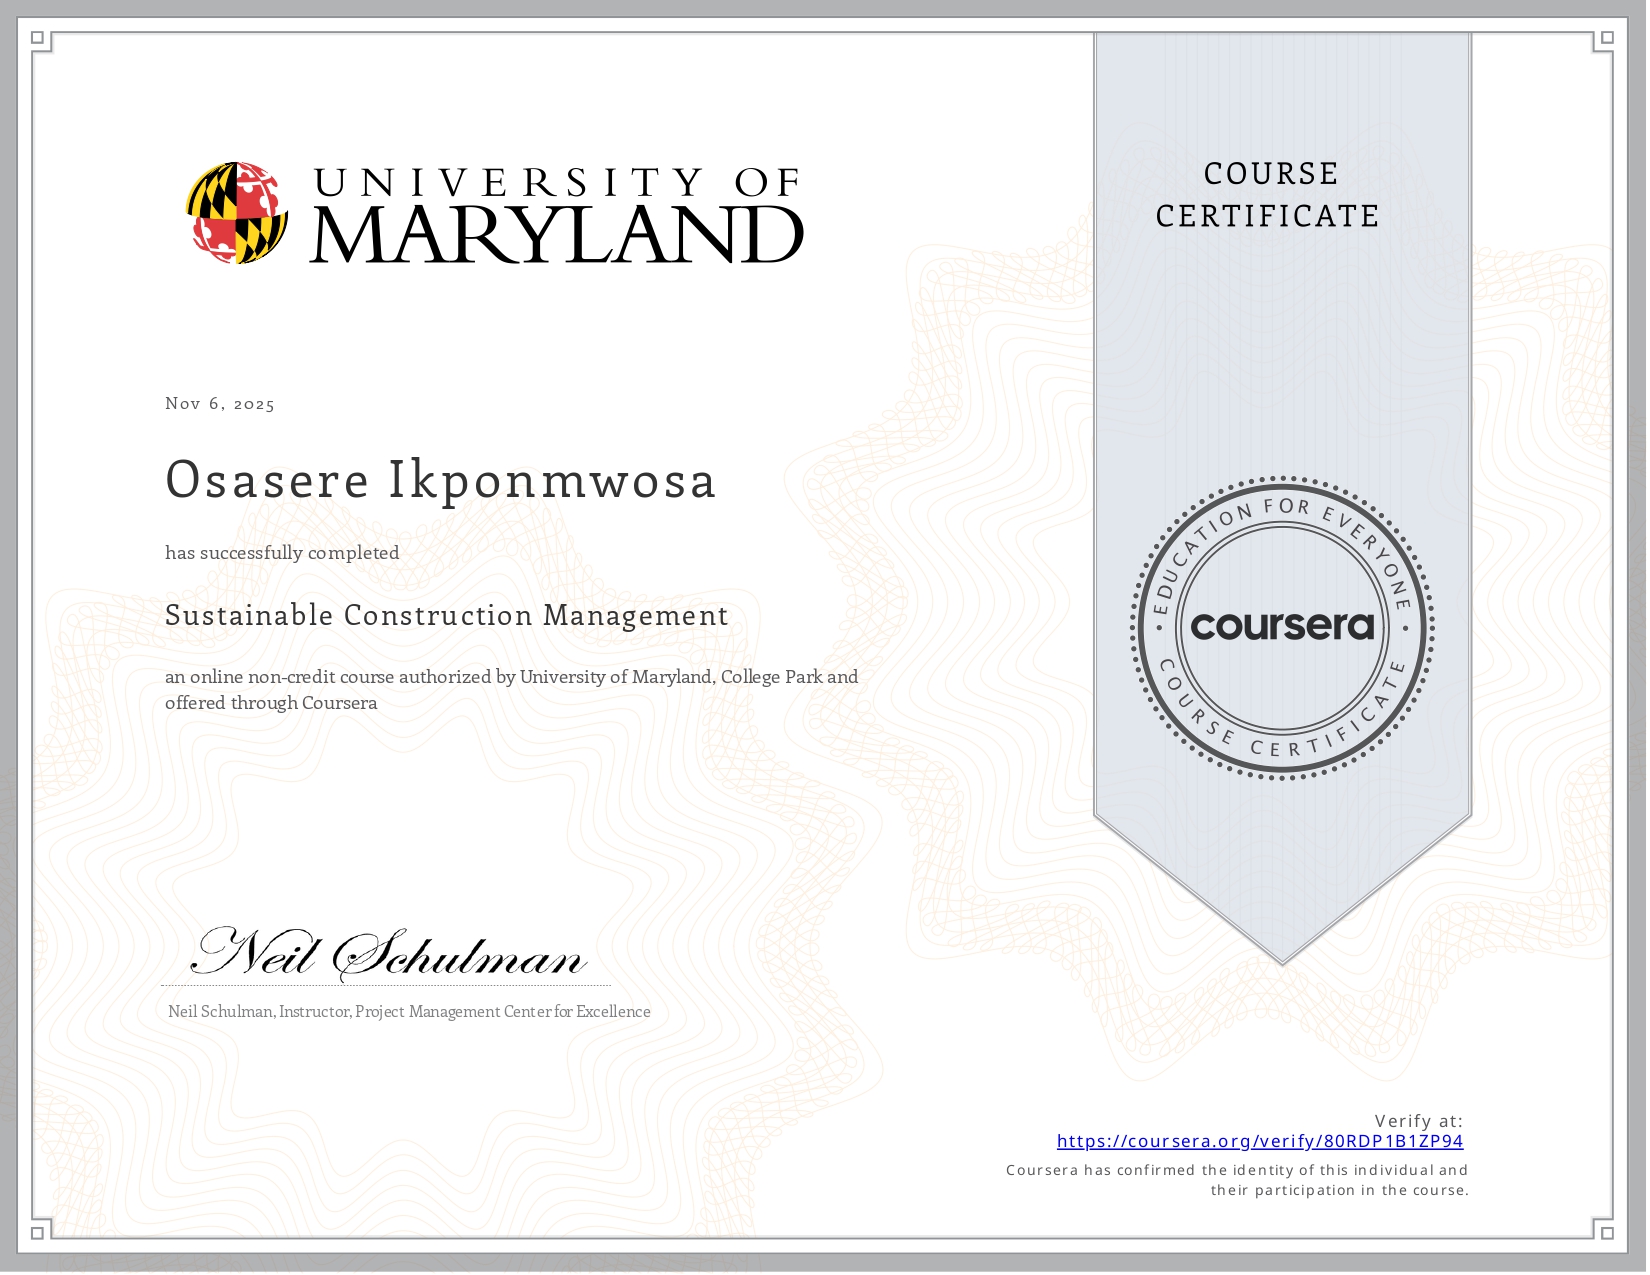 UNIVERSITY OF
MARYLAND
COURSE
CERTIFICATE
Nov 6, 2025
Osasere Ikponmwosa
has successfully completed
Sustainable Construction Management
an online non-credit course authorized by University of Maryland, College Park and
offered through Coursera
EDUCATION FOR EVERYONE
coursera
COURSE CERTIFICATE
Neil Schulman
Neil Schulman, Instructor, Project Management Center for Excellence
Verify at:
https://coursera.org/verify/80RDP1B1ZP94
Coursera has confirmed the identity of this individual and
their participation in the course.